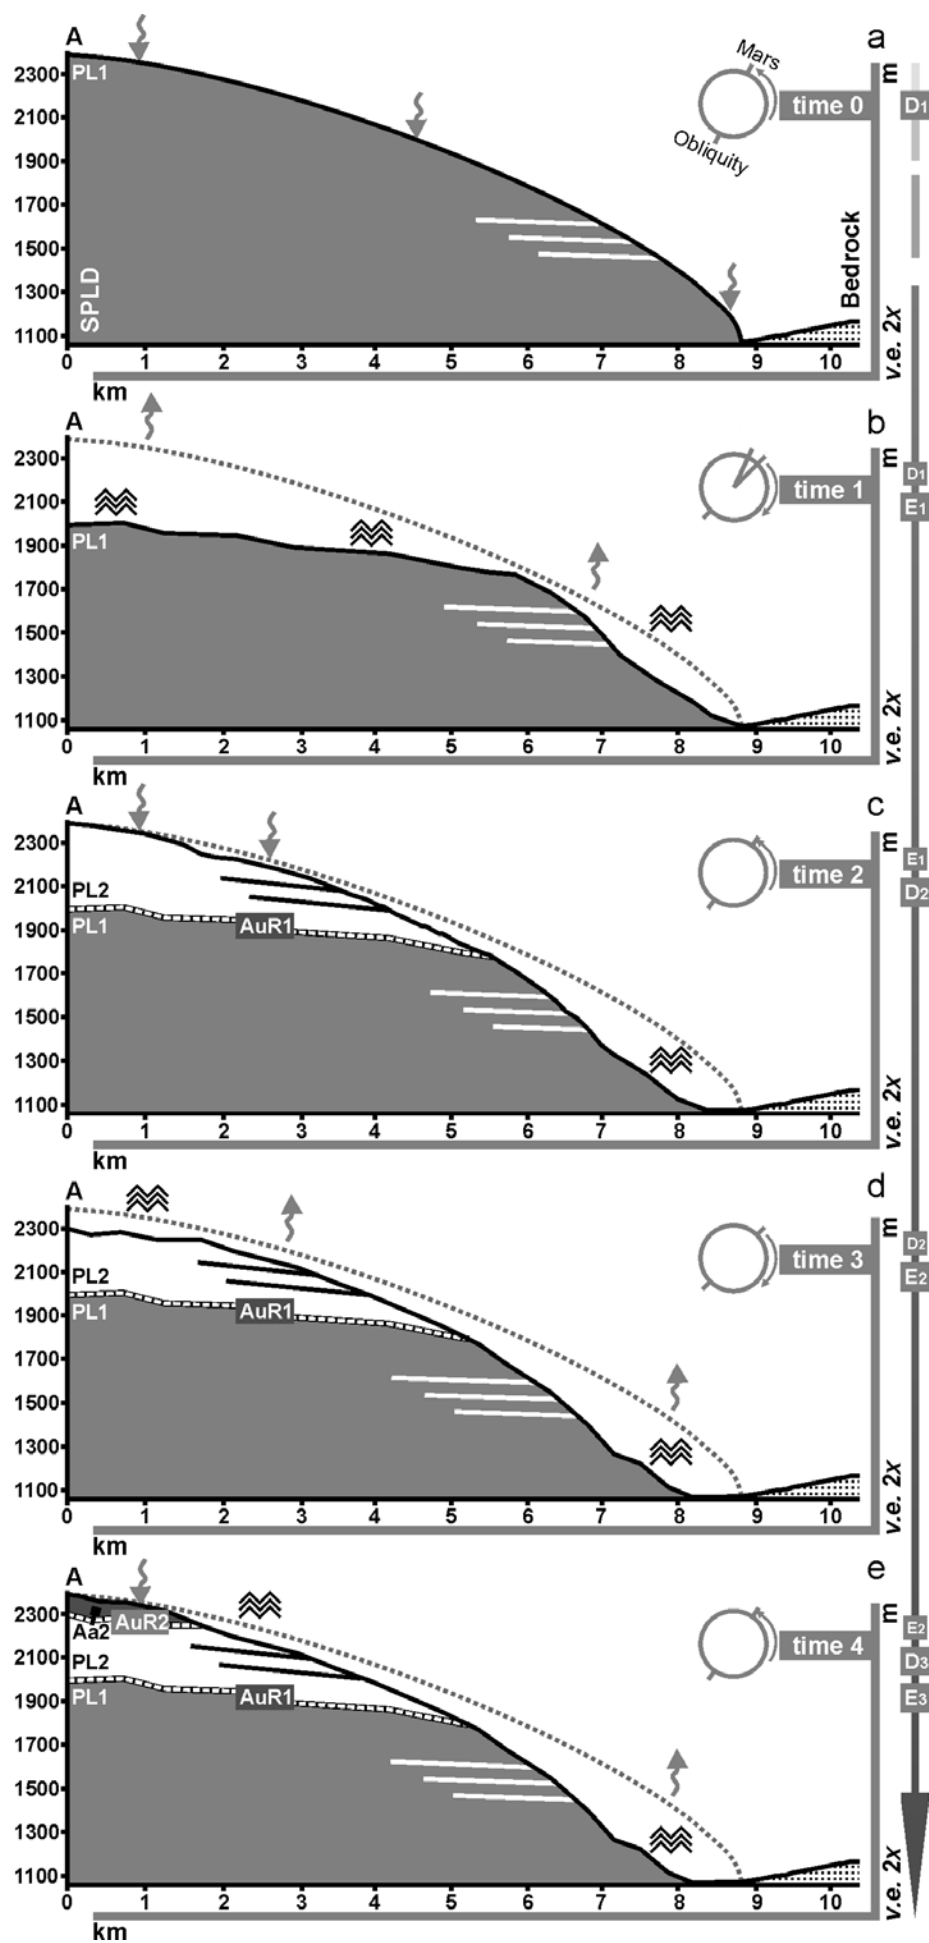 A
a
2300
2100
1900
1700
1500
1300
1100
PL1
SPLD
Mars
Obliquity
time 0
m
D1
Bedrock
v.e. 2x
0 1 2 3 4 5 6 7 8 9 10
km
A
b
2300
2100
1900
1700
1500
1300
1100
PL1
time 1
m
D1
E1
v.e. 2x
0 1 2 3 4 5 6 7 8 9 10
km
A
c
2300
2100
1900
1700
1500
1300
1100
PL2
PL1
AuR1
time 2
m
E1
D2
v.e. 2x
0 1 2 3 4 5 6 7 8 9 10
km
A
d
2300
2100
1900
1700
1500
1300
1100
PL2
PL1
AuR1
time 3
m
D2
E2
v.e. 2x
0 1 2 3 4 5 6 7 8 9 10
km
A
e
2300
2100
1900
1700
1500
1300
1100
Aa2
AuR2
PL2
PL1
AuR1
time 4
m
E2
D3
E3
v.e. 2x
0 1 2 3 4 5 6 7 8 9 10
km